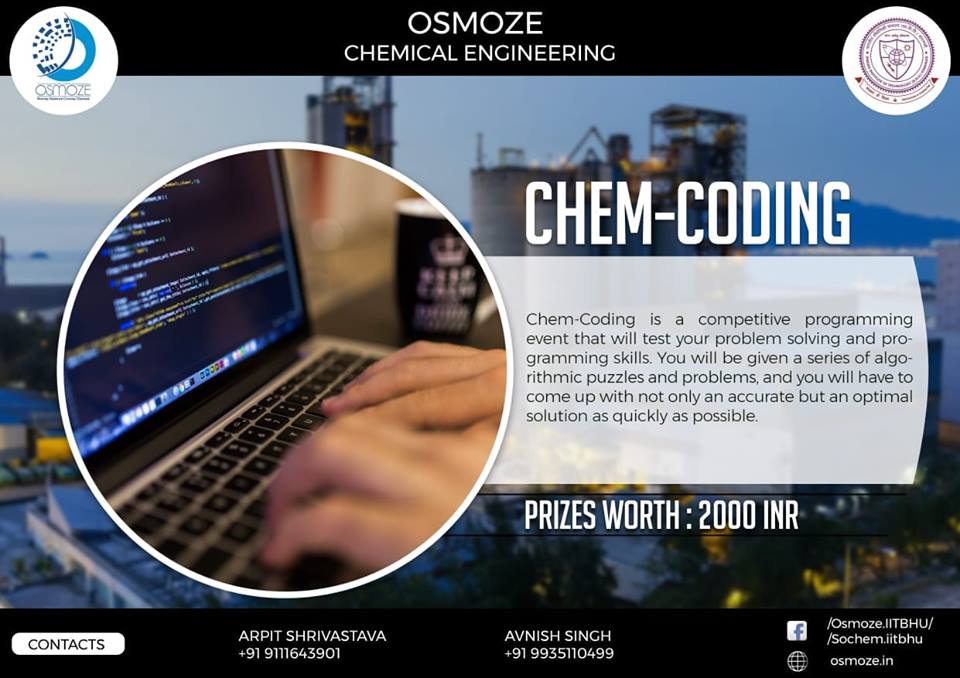 OSMOZE
CHEMICAL ENGINEERING
OSMOZE
CHEM-CODING
Chem-Coding is a competitive programming
event that will test your problem solving and pro-
gramming skills. You will be given a series of algo-
rithmic puzzles and problems, and you will have to
come up with not only an accurate but an optimal
solution as quickly as possible.
PRIZES WORTH : 2000 INR
CONTACTS
ARPIT SHRIVASTAVA
+91 9111643901
AVNISH SINGH
+91 9935110499
/Osmoze.IITBHU/
/Sochem.iitbhu
osmoze.in